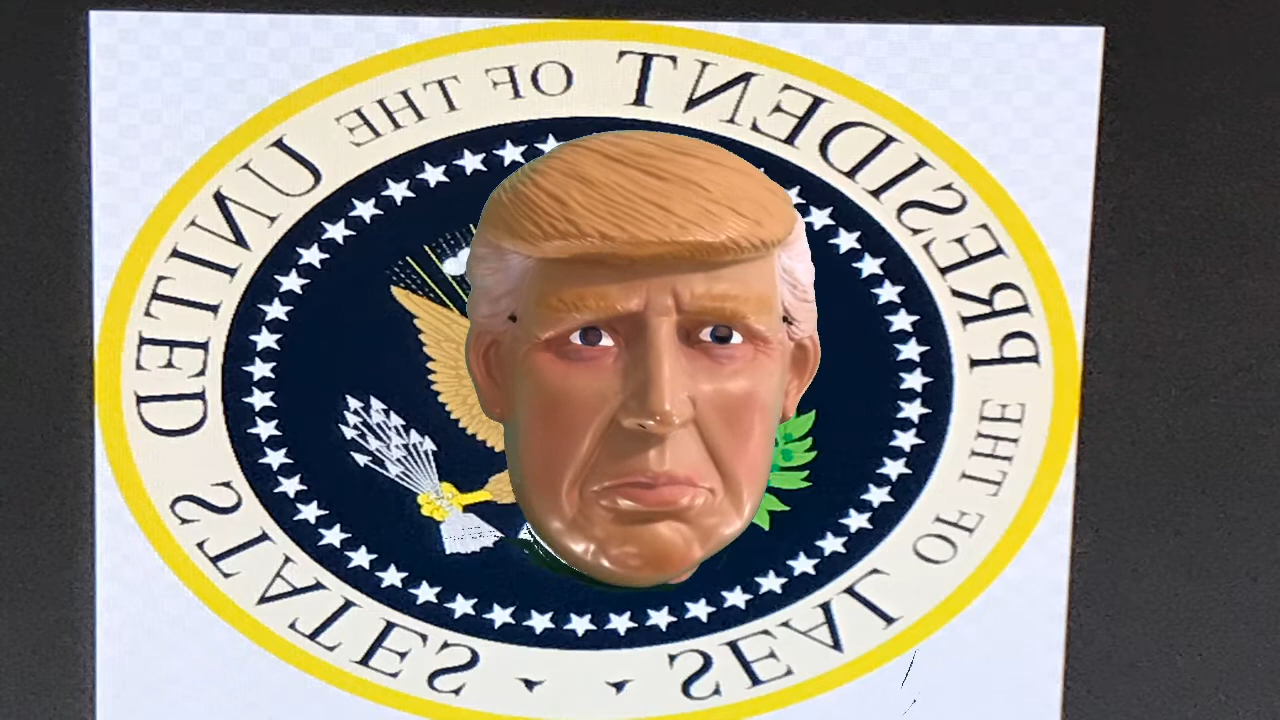 SEAL OF THE PRESIDENT OF THE UNITED STATES